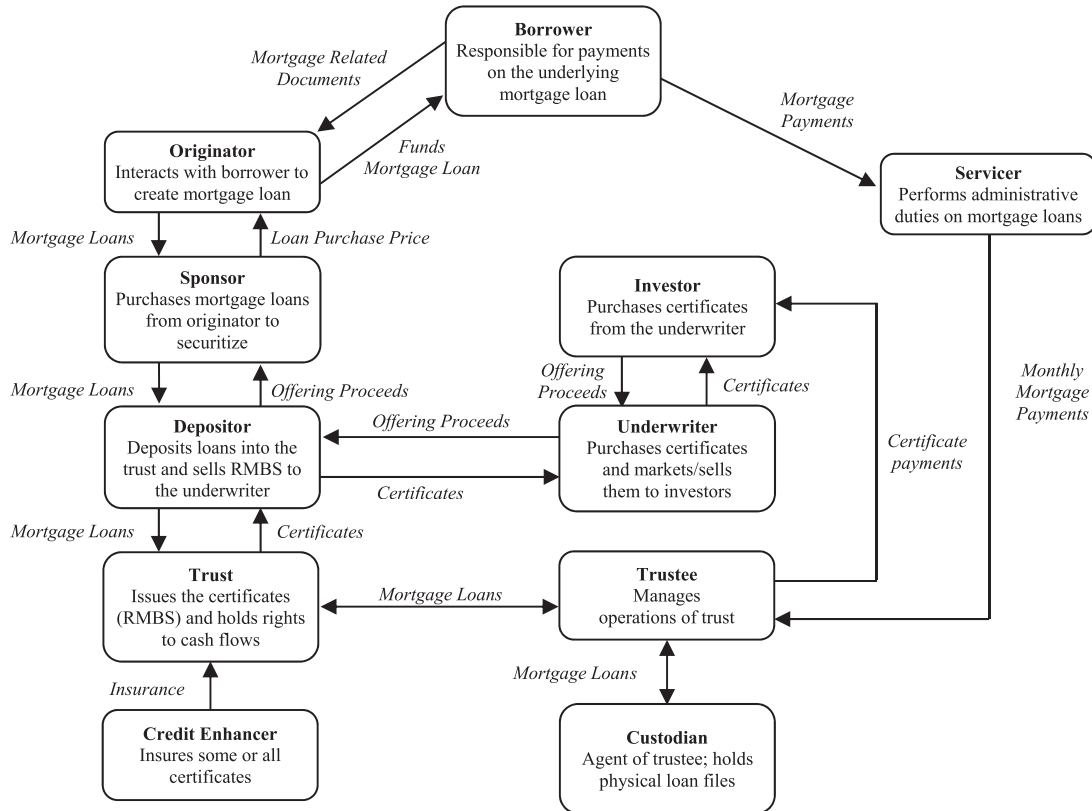 Borrower
Responsible for payments
on the underlying
mortgage loan
Mortgage Related
Documents
Funds
Mortgage Loan
Mortgage
Payments
Originator
Interacts with borrower to
create mortgage loan
Servicer
Performs administrative
duties on mortgage loans
Mortgage Loans
Loan Purchase Price
Sponsor
Purchases mortgage loans
from originator to
securitize
Investor
Purchases certificates
from the underwriter
Mortgage Loans
Offering Proceeds
Offering
Proceeds
Certificates
Monthly
Mortgage
Payments
Depositor
Deposits loans into the
trust and sells RMBS to
the underwriter
Offering Proceeds
Certificates
Underwriter
Purchases certificates
and markets/sells
them to investors
Certificate
payments
Mortgage Loans
Certificates
Trust
Issues the certificates
(RMBS) and holds rights
to cash flows
Mortgage Loans
Trustee
Manages
operations of trust
Insurance
Mortgage Loans
Credit Enhancer
Insures some or all
certificates
Custodian
Agent of trustee; holds
physical loan files